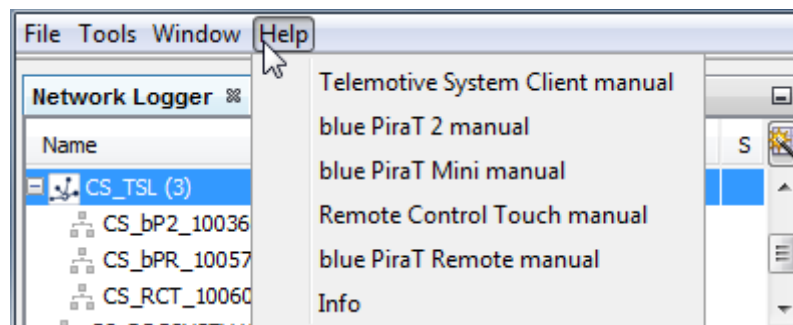 File Tools Window Help
Network Logger
Name S
CS_TSL (3)
CS_bP2_10036
CS_bPR_10057
CS_RCT_10060
Telemotive System Client manual
blue PiraT 2 manual
blue PiraT Mini manual
Remote Control Touch manual
blue PiraT Remote manual
Info